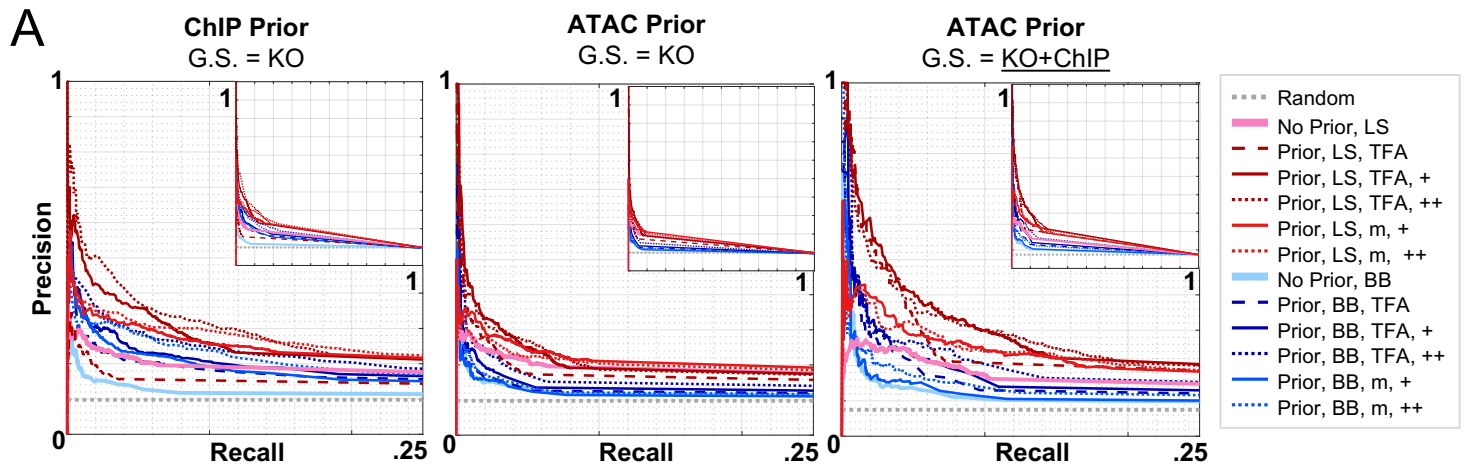 A
ChIP Prior
G.S. = KO
ATAC Prior
G.S. = KO
ATAC Prior
G.S. = KO+ChIP
1
1
1
1
1
1
1
1
1
Precision
0
Recall
.25
0
Recall
.25
0
Recall
.25
Random
No Prior, LS
Prior, LS, TFA
Prior, LS, TFA, +
Prior, LS, TFA, ++
Prior, LS, m, +
Prior, LS, m, ++
No Prior, BB
Prior, BB, TFA
Prior, BB, TFA, +
Prior, BB, TFA, ++
Prior, BB, m, +
Prior, BB, m, ++